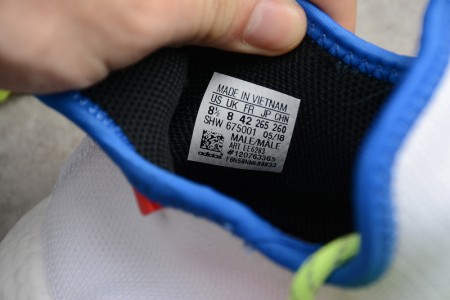 MADE IN VIETNAM
US UK FR JP CHN
8½ 8 42 265 260
SHW 675001 05/18
MALE/MALE
ART EE6283
#120763365
adidas